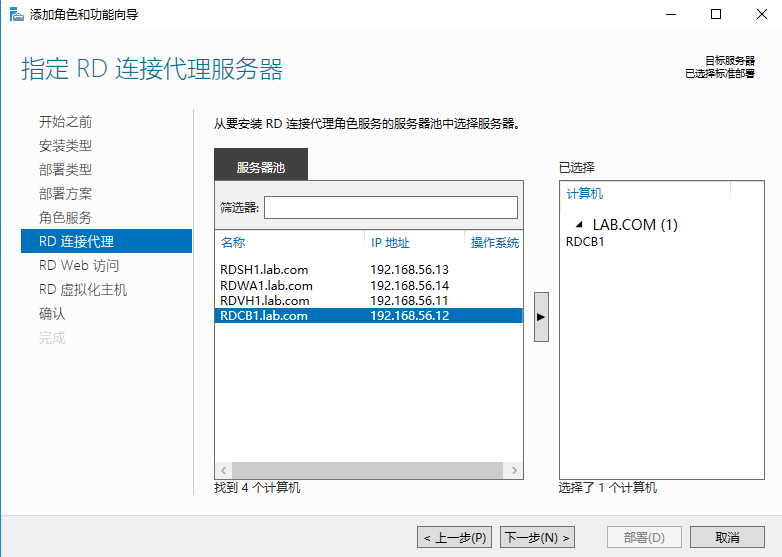 添加角色和功能向导
指定 RD 连接代理服务器
目标服务器
已选择标准部署
开始之前
安装类型
部署类型
部署方案
角色服务
RD 连接代理
RD Web 访问
RD 虚拟化主机
确认
完成
从要安装 RD 连接代理角色服务的服务器池中选择服务器。
服务器池
筛选器:
名称 IP 地址 操作系统
RDSH1.lab.com 192.168.56.13
RDWA1.lab.com 192.168.56.14
RDVH1.lab.com 192.168.56.11
RDCB1.lab.com 192.168.56.12
找到 4 个计算机
已选择
计算机
LAB.COM (1)
RDCB1
选择了 1 个计算机
< 上一步(P) 下一步(N) > 部署(D) 取消